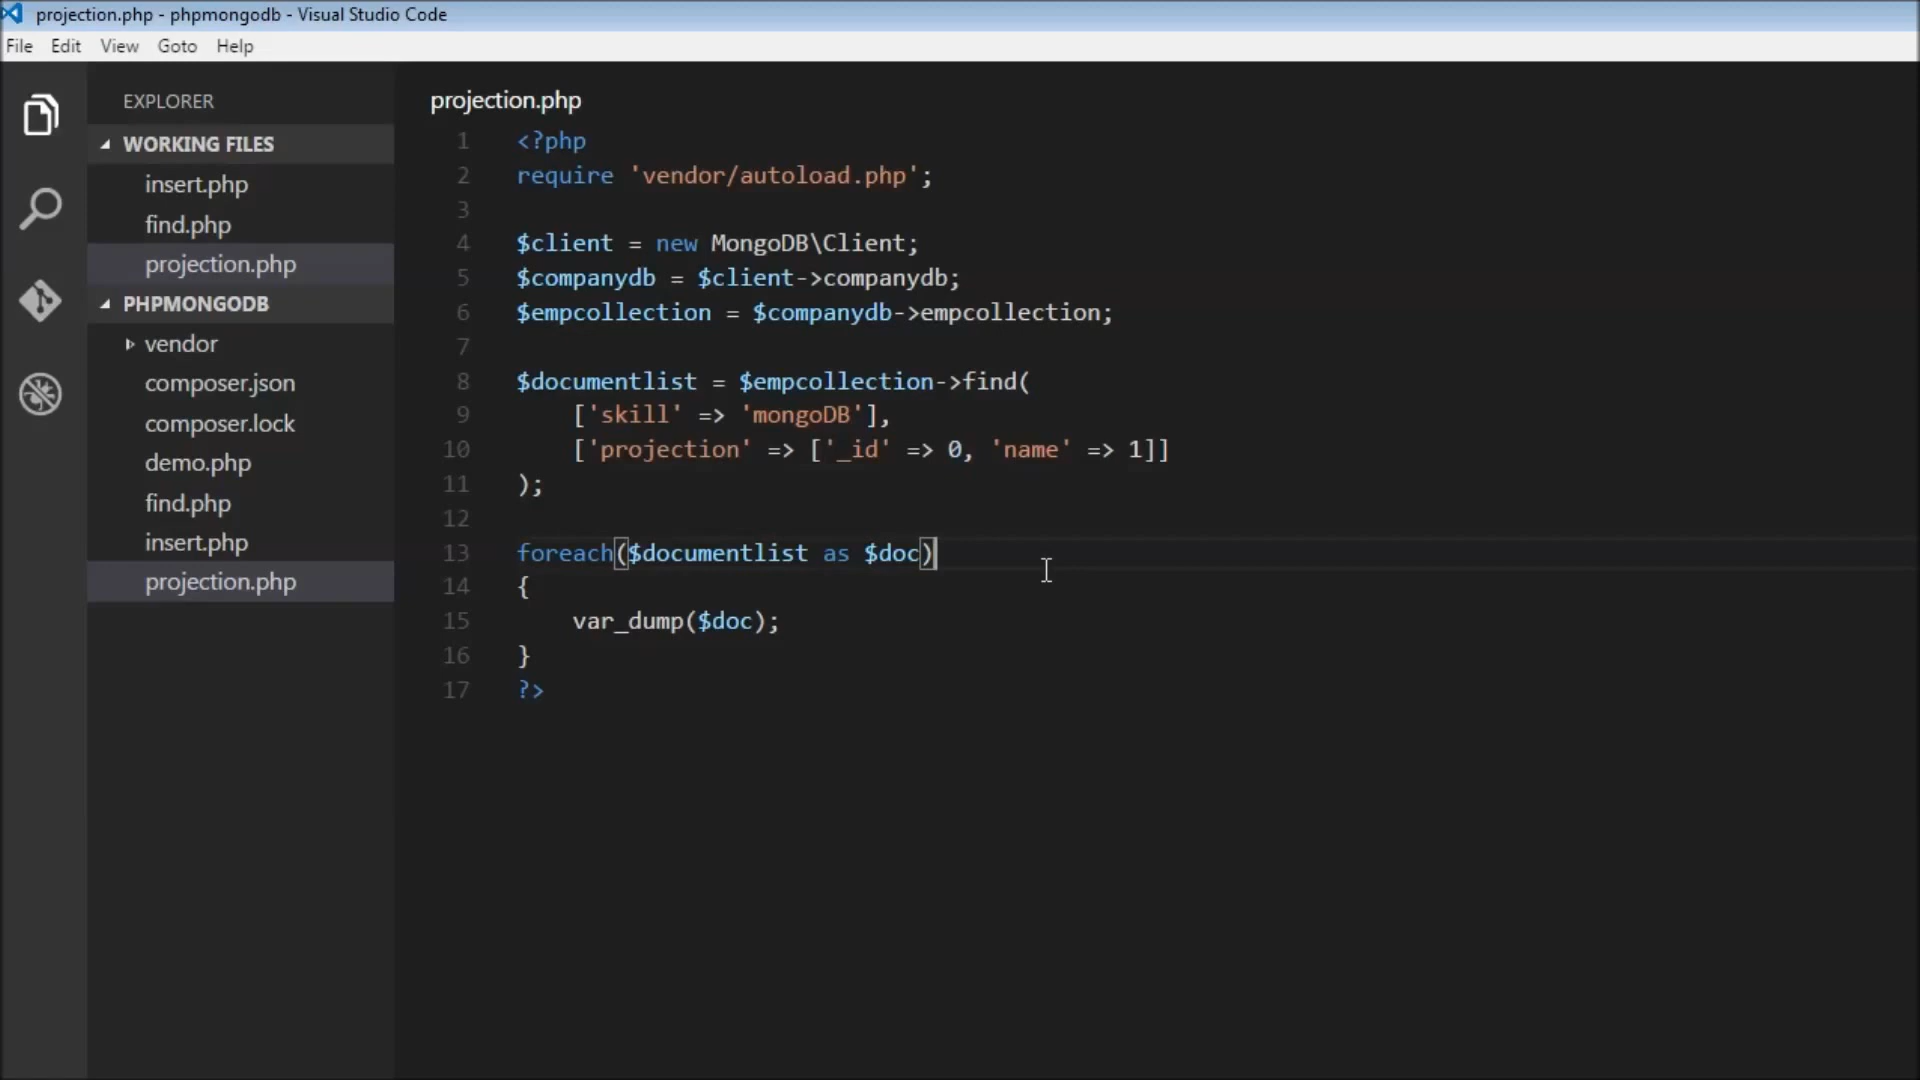 projection.php - phpmongodb - Visual Studio Code
File Edit View Goto Help
EXPLORER
WORKING FILES
insert.php
find.php
projection.php
PHPMONGODB
vendor
composer.json
composer.lock
demo.php
find.php
insert.php
projection.php
projection.php
1 <?php
2 require 'vendor/autoload.php';
3
4 $client = new MongoDB\Client;
5 $companydb = $client->companydb;
6 $empcollection = $companydb->empcollection;
7
8 $documentlist = $empcollection->find(
9 ['skill' => 'mongoDB'],
10 ['projection' => ['_id' => 0, 'name' => 1]]
11 );
12
13 foreach($documentlist as $doc)
14 {
15 var_dump($doc);
16 }
17 ?>